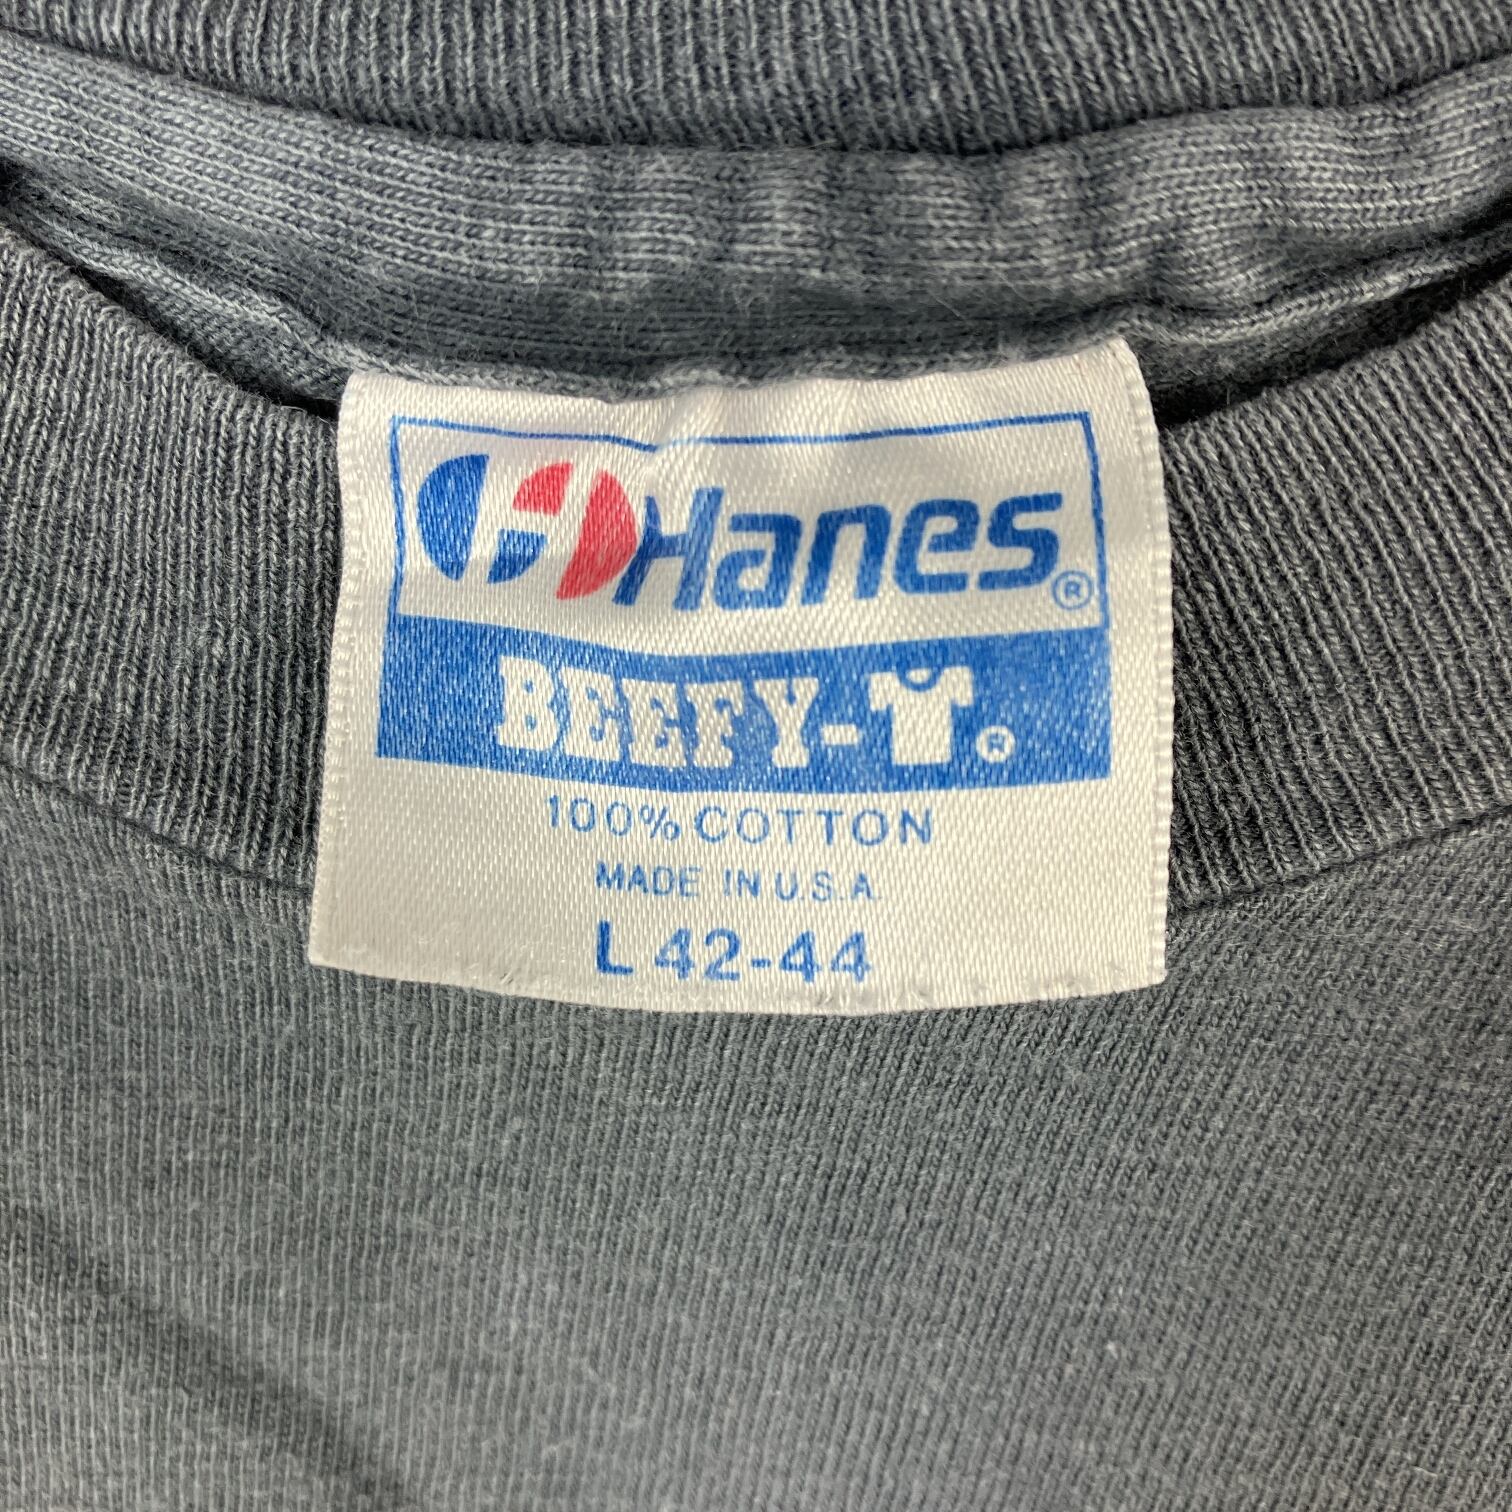 Hanes®
BEEFY-T®
100% COTTON
MADE IN U.S.A.
L 42-44